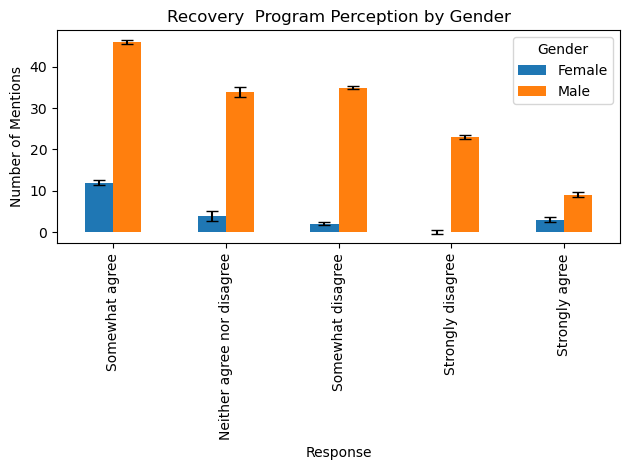 Recovery  Program Perception by Gender
Number of Mentions
40
30
20
10
0
Gender
Female
Male
Somewhat agree
Neither agree nor disagree
Somewhat disagree
Strongly disagree
Strongly agree
Response